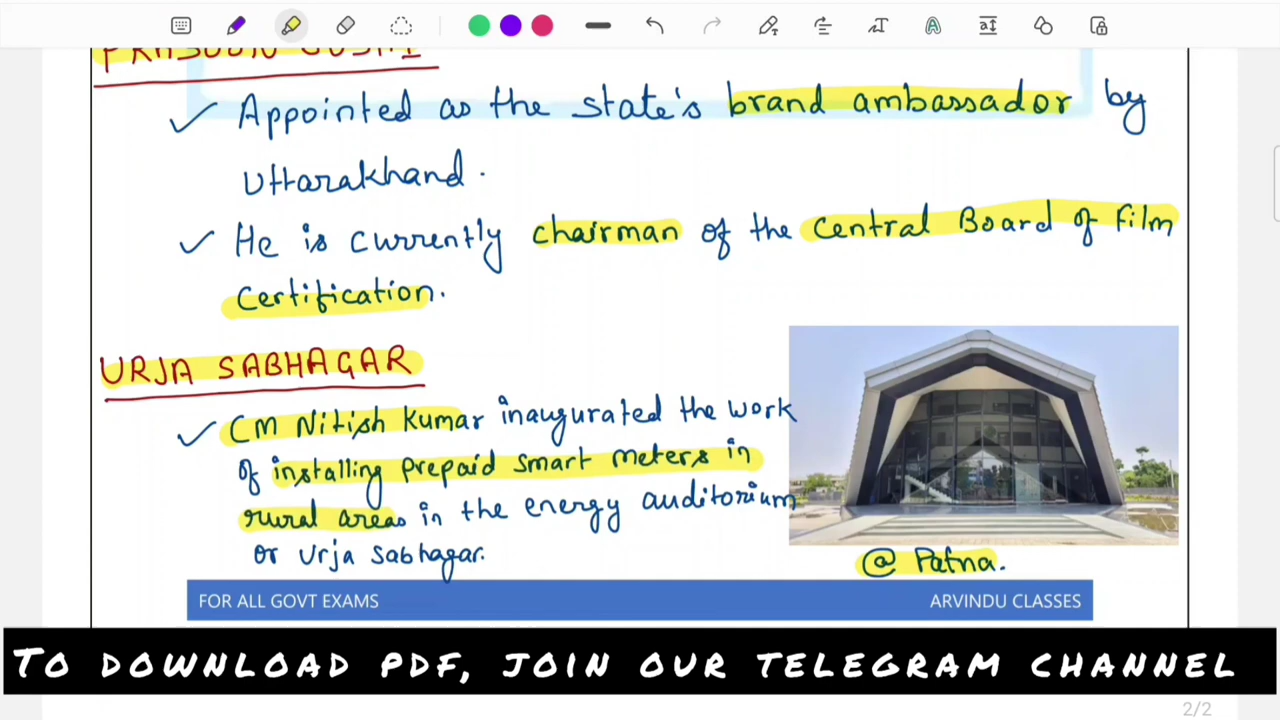 PRASOON JOSHI
Appointed as the state's brand ambassador by
Uttarakhand.
He is currently chairman of the Central Board of Film
Certification.
URJA SABHAGAR
CM Nitish Kumar inaugurated the work
of installing prepaid smart meters in
rural areas in the energy auditorium
or Urja Sabhagar.
@ Patna.
FOR ALL GOVT EXAMS
ARVINDU CLASSES
TO DOWNLOAD PDF, JOIN OUR TELEGRAM CHANNEL
2/2